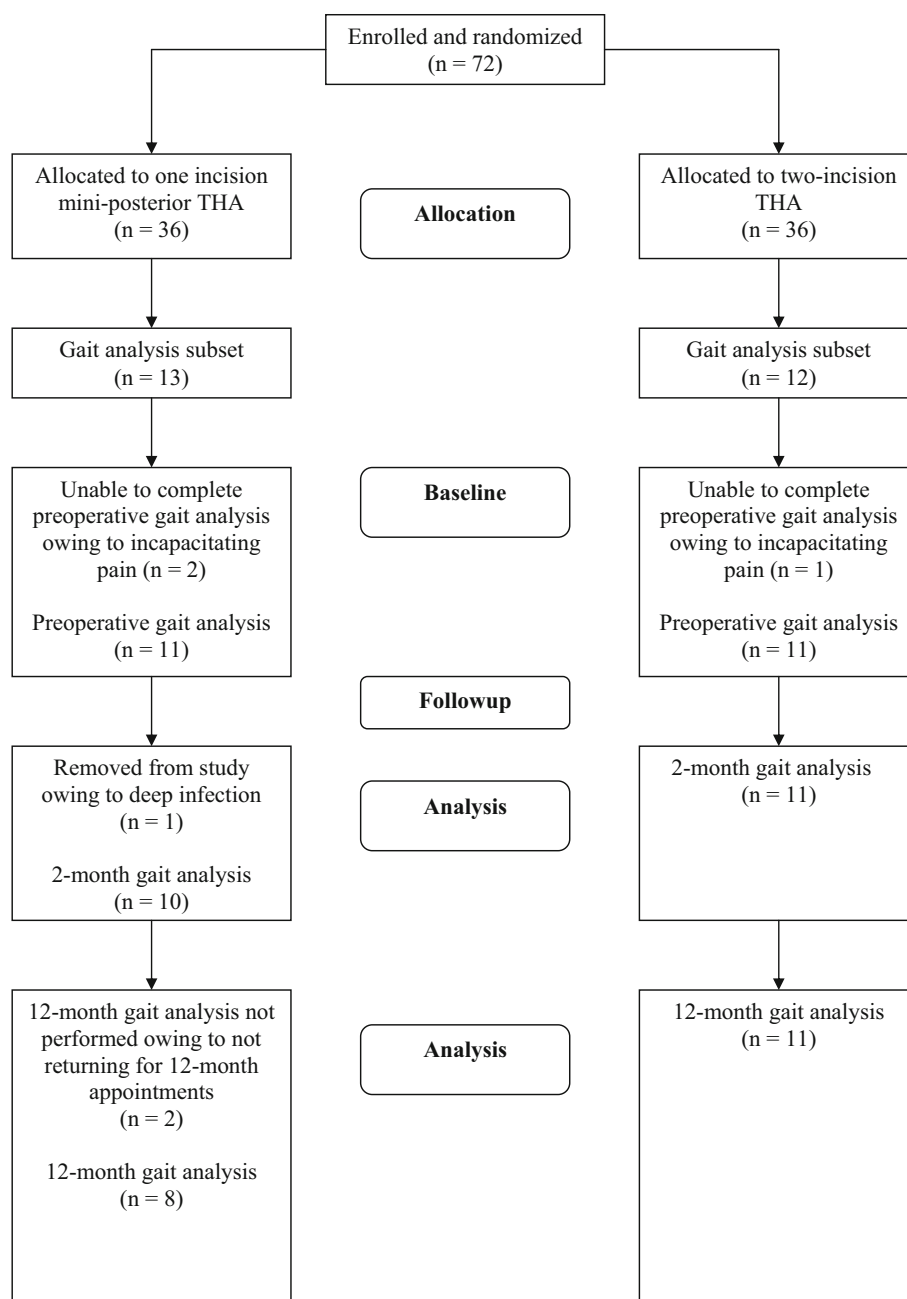 Enrolled and randomized
(n = 72)
Allocated to one incision
mini-posterior THA
(n = 36)
Allocation
Allocated to two-incision
THA
(n = 36)
Gait analysis subset
(n = 13)
Gait analysis subset
(n = 12)
Unable to complete
preoperative gait analysis
owing to incapacitating
pain (n = 2)
Preoperative gait analysis
(n = 11)
Baseline
Unable to complete
preoperative gait analysis
owing to incapacitating
pain (n = 1)
Preoperative gait analysis
(n = 11)
Followup
Removed from study
owing to deep infection
(n = 1)
2-month gait analysis
(n = 10)
Analysis
2-month gait analysis
(n = 11)
12-month gait analysis not
performed owing to not
returning for 12-month
appointments
(n = 2)
12-month gait analysis
(n = 8)
Analysis
12-month gait analysis
(n = 11)